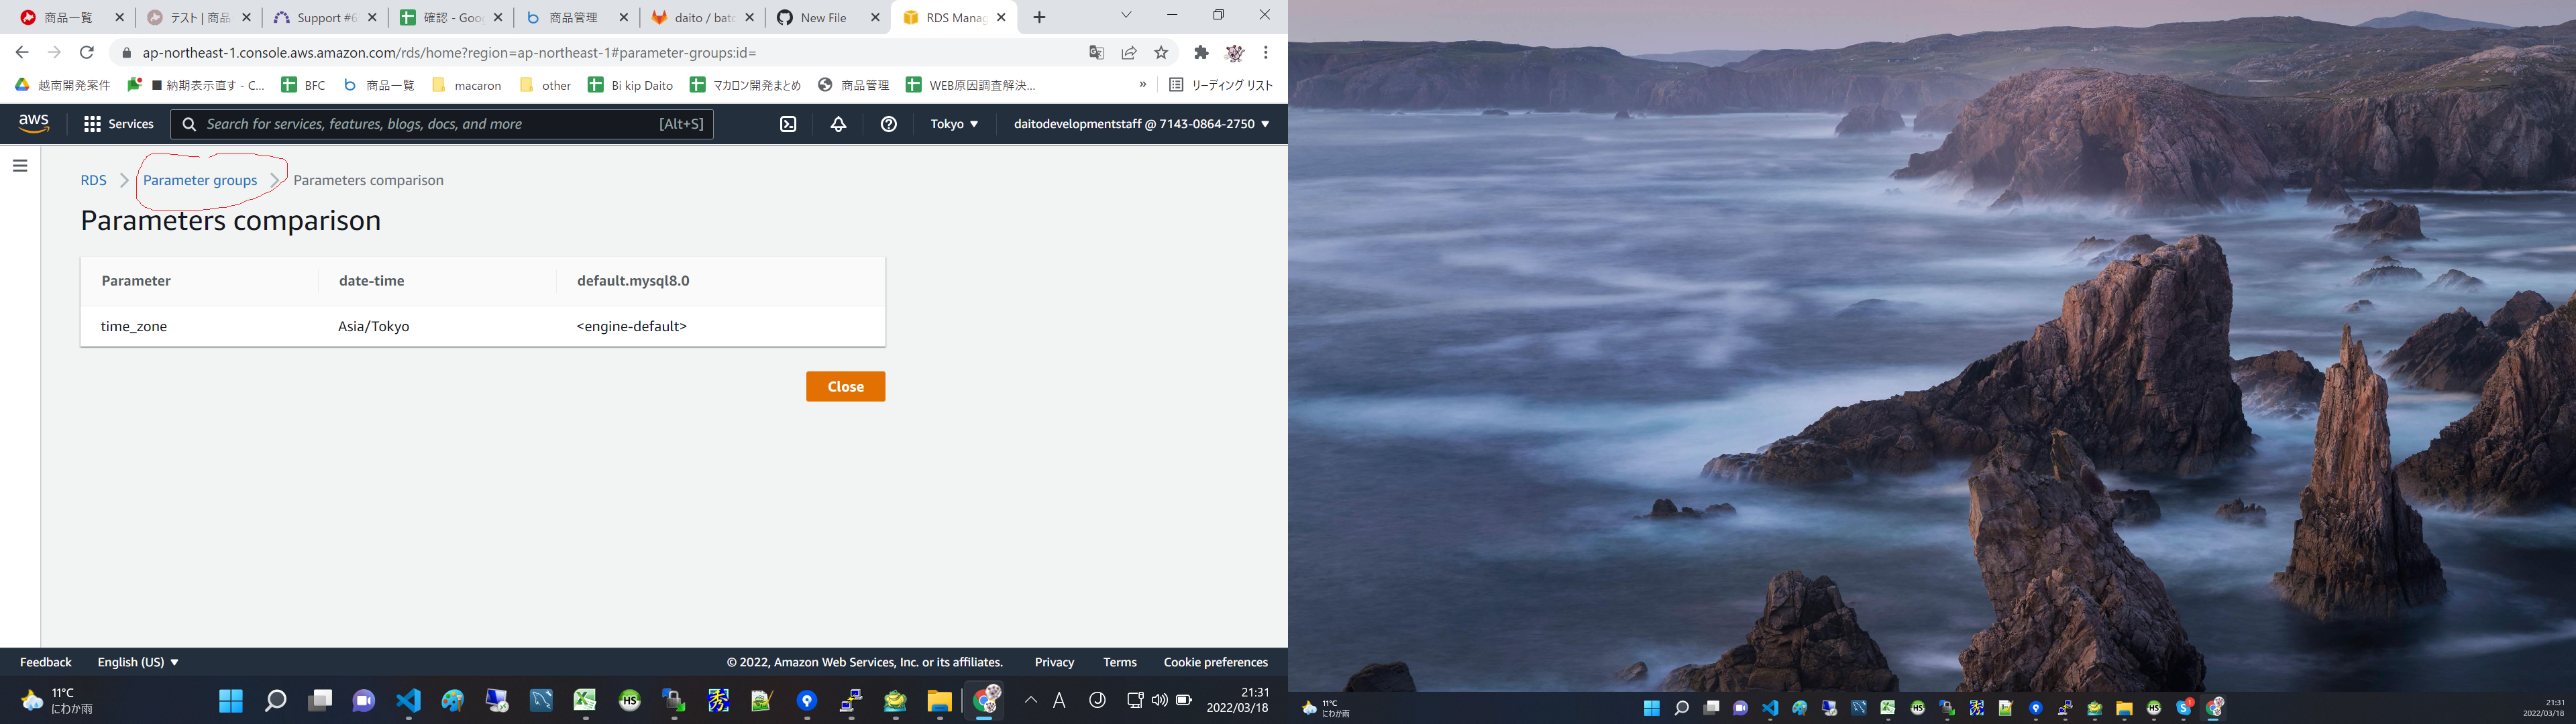 商品一覧
テスト | 商品
Support #6
確認 - Goo
商品管理
daito / bat
New File
RDS Manag
ap-northeast-1.console.aws.amazon.com/rds/home?region=ap-northeast-1#parameter-groups:id=
越南開発案件
■ 納期表示直す - C...
BFC
商品一覧
macaron
other
Bi kip Daito
マカロン開発まとめ
商品管理
WEB原因調査解決...
»
リーディング リスト
aws
Services
Search for services, features, blogs, docs, and more
[Alt+S]
Tokyo
daitodevelopmentstaff @ 7143-0864-2750
RDS
Parameter groups
Parameters comparison
Parameters comparison
Parameter date-time default.mysql8.0
time_zone Asia/Tokyo <engine-default>
Close
Feedback
English (US)
© 2022, Amazon Web Services, Inc. or its affiliates.
Privacy
Terms
Cookie preferences
11°C
にわか雨
HS
秀
A
21:31
2022/03/18
11°C
にわか雨
HS
秀
HS
S
1
21:31
2022/03/18